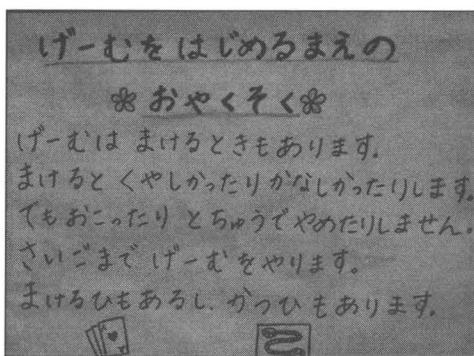 げーむをはじめるまえの
おやくそく
げーむは まけるときもあります。
まけると くやしかったり かなしかったりします。
でも おこったり とちゅうで やめたりしません。
さいごまで げーむをやります。
まけるひもあるし、かつひもあります。